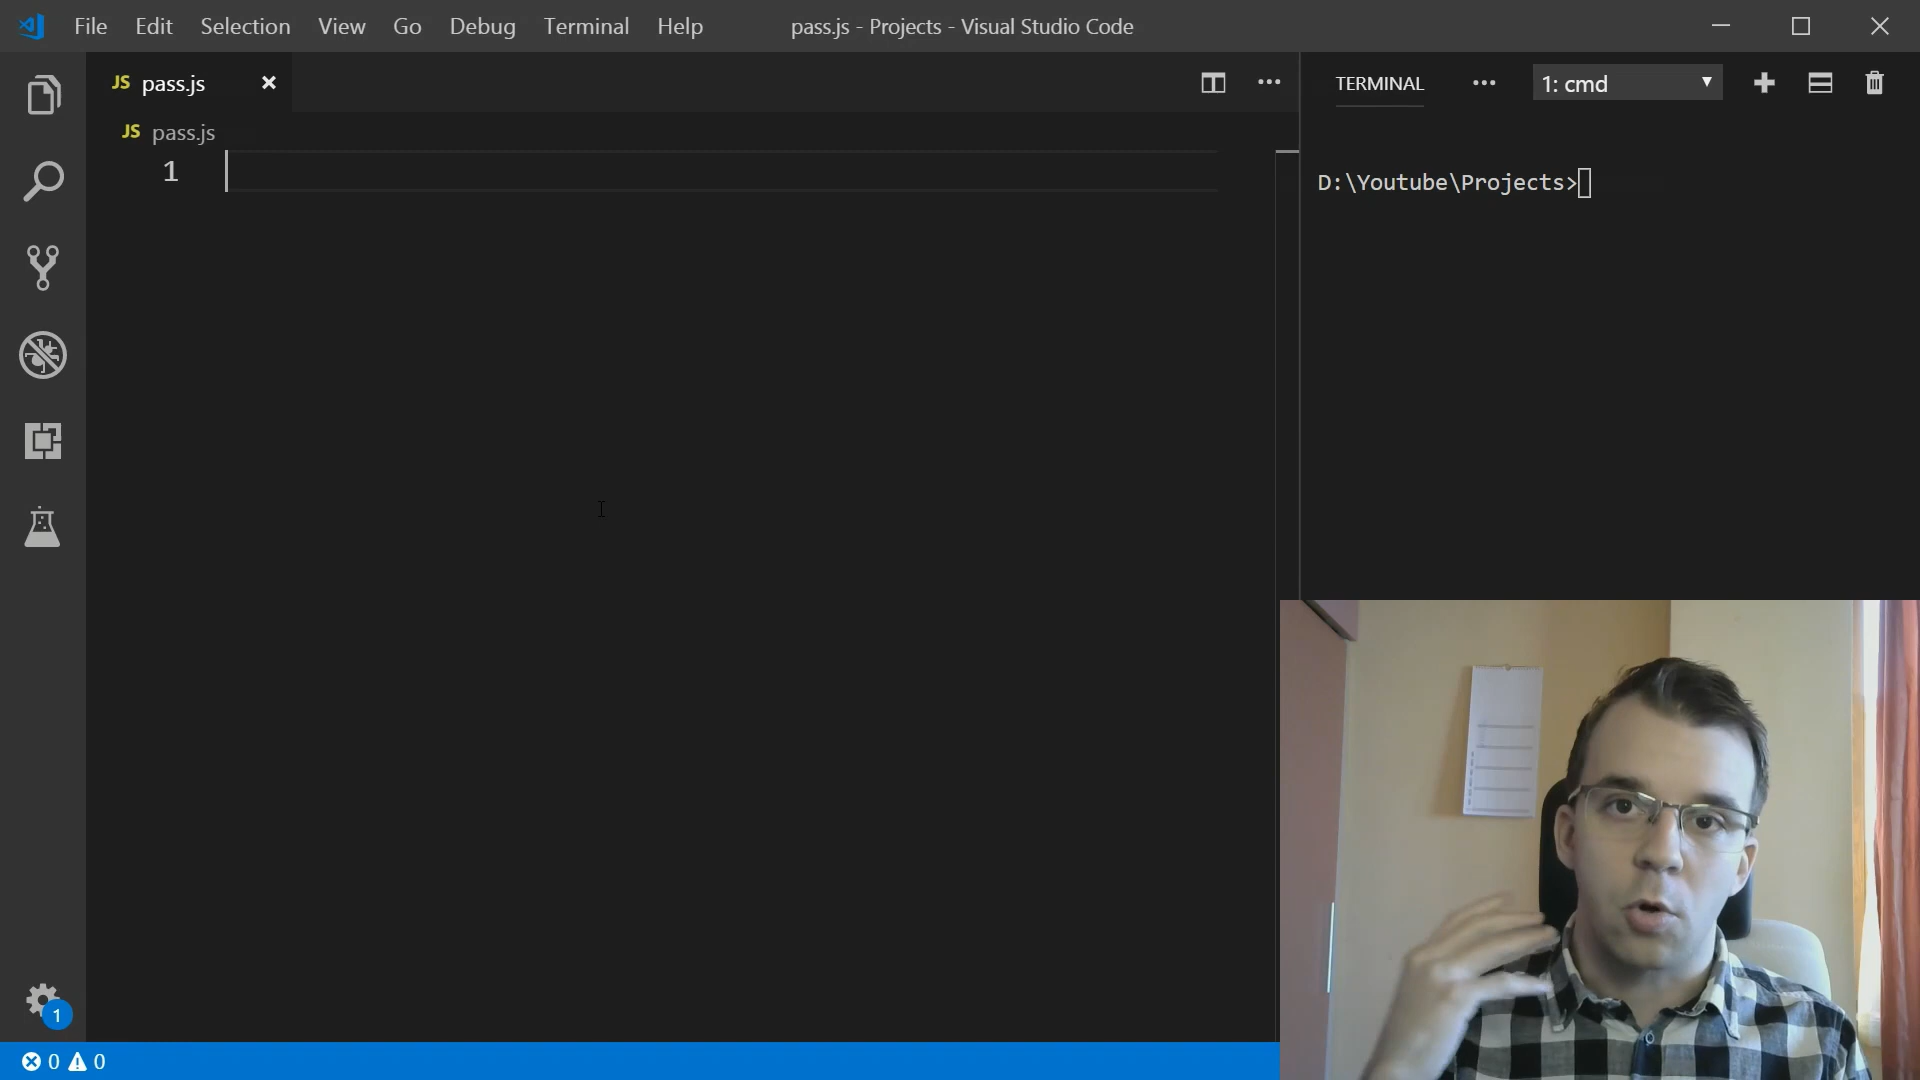 File Edit Selection View Go Debug Terminal Help
pass.js - Projects - Visual Studio Code
JS pass.js
JS pass.js
1
TERMINAL
1: cmd
D:\Youtube\Projects>
1
0 0